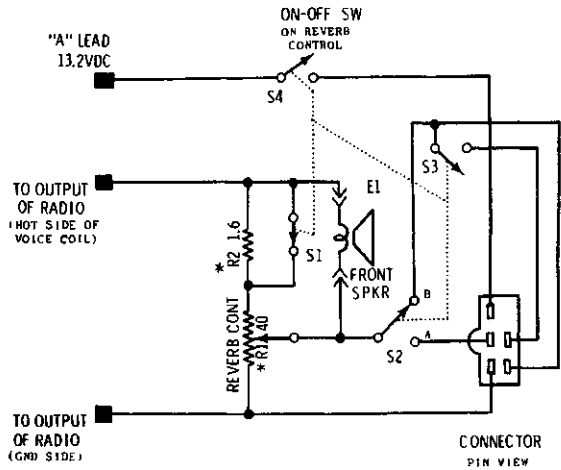 ON-OFF SW
ON REVERB
CONTROL
"A" LEAD
13.2VDC
S4
S3
TO OUTPUT
OF RADIO
(HOT SIDE OF
VOICE COIL)
E1
* R2 1.6
S1
FRONT
SPKR
B
REVERB CONT
* R1 40
A
S2
TO OUTPUT
OF RADIO
(GND SIDE)
CONNECTOR
PIN VIEW